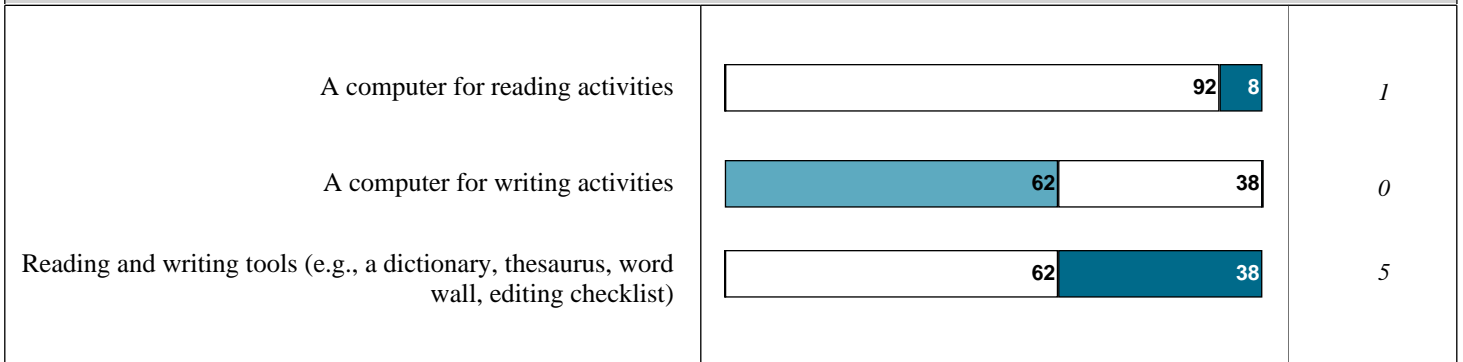 A computer for reading activities 92 8 1
A computer for writing activities 62 38 0
Reading and writing tools (e.g., a dictionary, thesaurus, word
wall, editing checklist) 62 38 5